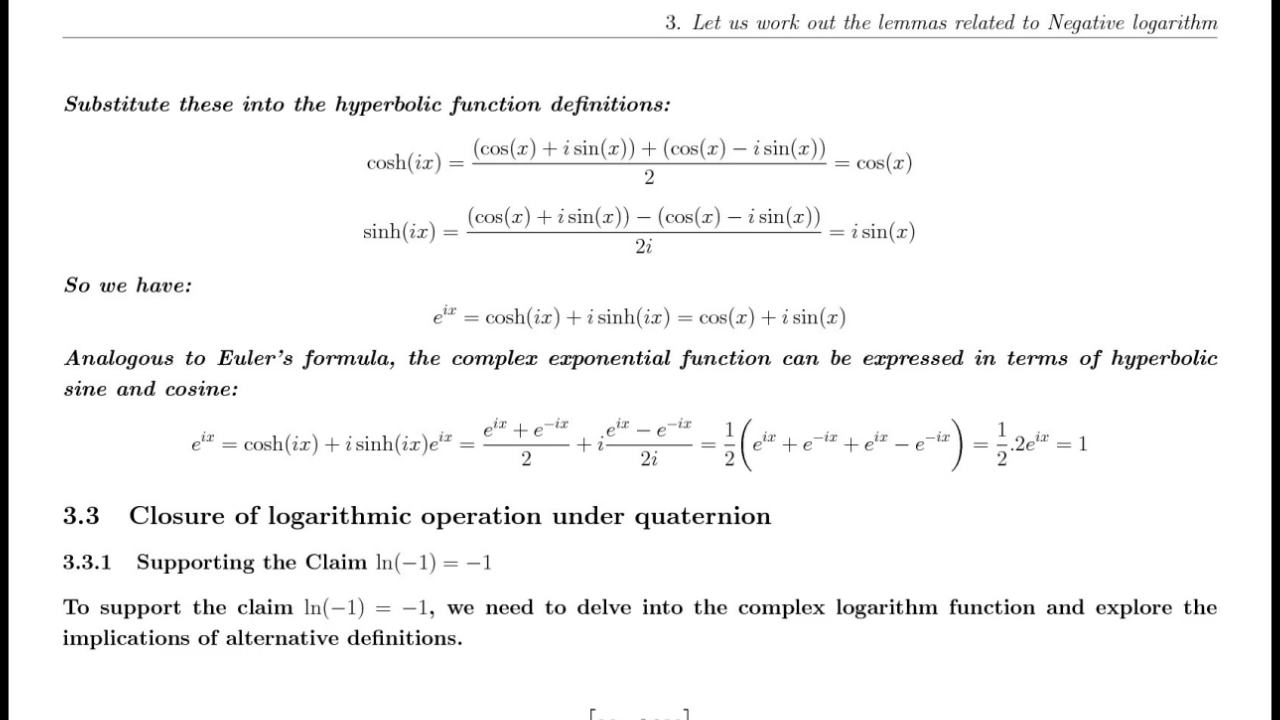 3. Let us work out the lemmas related to Negative logarithm
Substitute these into the hyperbolic function definitions:
cosh(ix) = \frac{(cos(x) + i sin(x)) + (cos(x) − i sin(x))}{2} = cos(x)
sinh(ix) = \frac{(cos(x) + i sin(x)) − (cos(x) − i sin(x))}{2i} = i sin(x)
So we have:
e^{ix} = cosh(ix) + i sinh(ix) = cos(x) + i sin(x)
Analogous to Euler's formula, the complex exponential function can be expressed in terms of hyperbolic
sine and cosine:
e^{ix} = cosh(ix) + i sinh(ix)e^{ix} = \frac{e^{ix} + e^{−ix}}{2} + i\frac{e^{ix} − e^{−ix}}{2i} = \frac{1}{2}(e^{ix} + e^{−ix} + e^{ix} − e^{−ix}) = \frac{1}{2}.2e^{ix} = 1
3.3 Closure of logarithmic operation under quaternion
3.3.1 Supporting the Claim ln(−1) = −1
To support the claim ln(−1) = −1, we need to delve into the complex logarithm function and explore the
implications of alternative definitions.